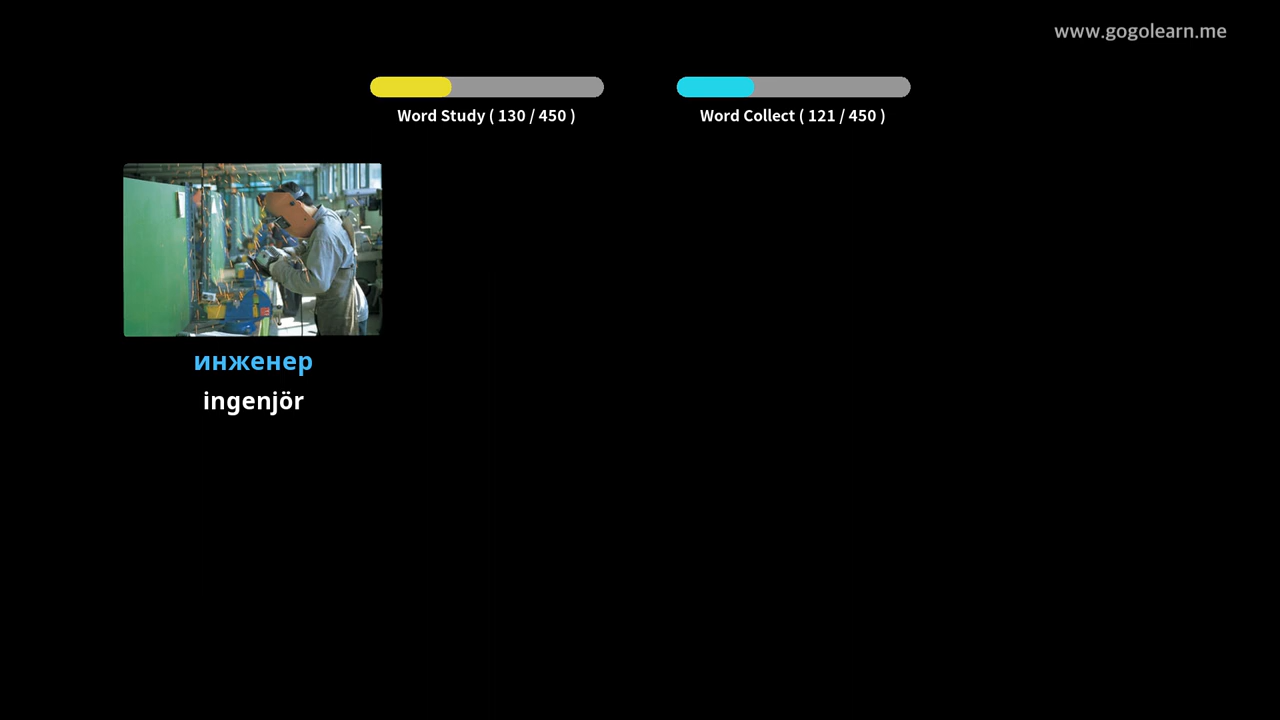 www.gogolearn.me
Word Study ( 130 / 450 )
Word Collect ( 121 / 450 )
инженер
ingenjör